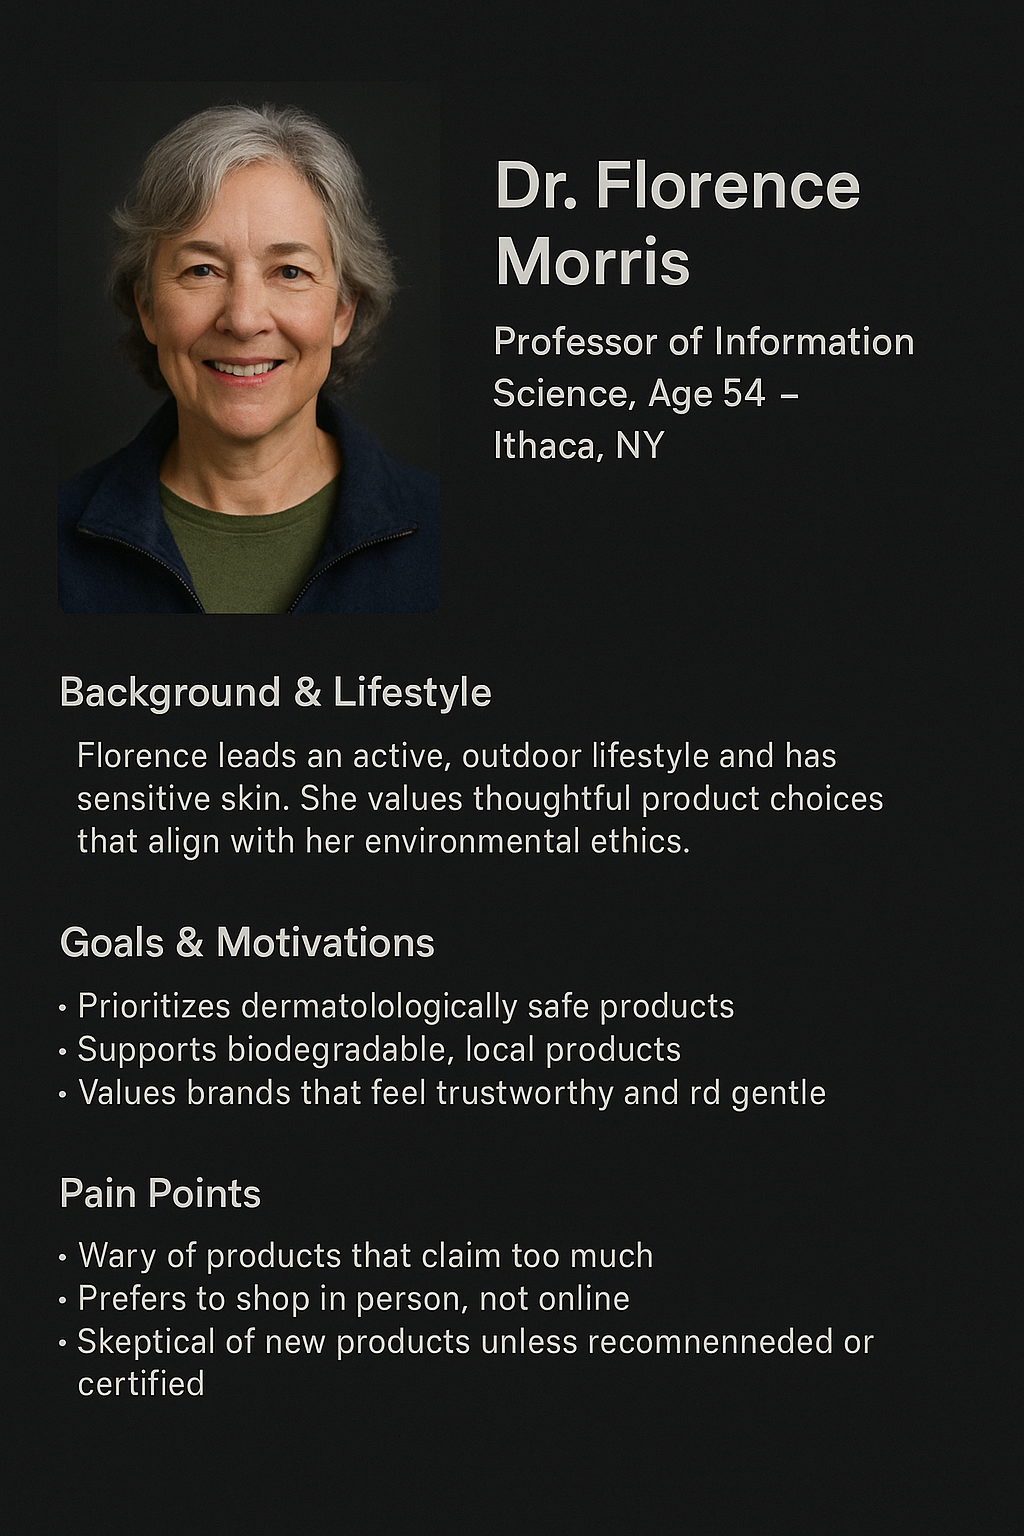 Dr. Florence
Morris
Professor of Information
Science, Age 54 –
Ithaca, NY
Background & Lifestyle
Florence leads an active, outdoor lifestyle and has
sensitive skin. She values thoughtful product choices
that align with her environmental ethics.
Goals & Motivations
• Prioritizes dermatolologically safe products
• Supports biodegradable, local products
• Values brands that feel trustworthy and rd gentle
Pain Points
• Wary of products that claim too much
• Prefers to shop in person, not online
• Skeptical of new products unless recomnenneded or
certified